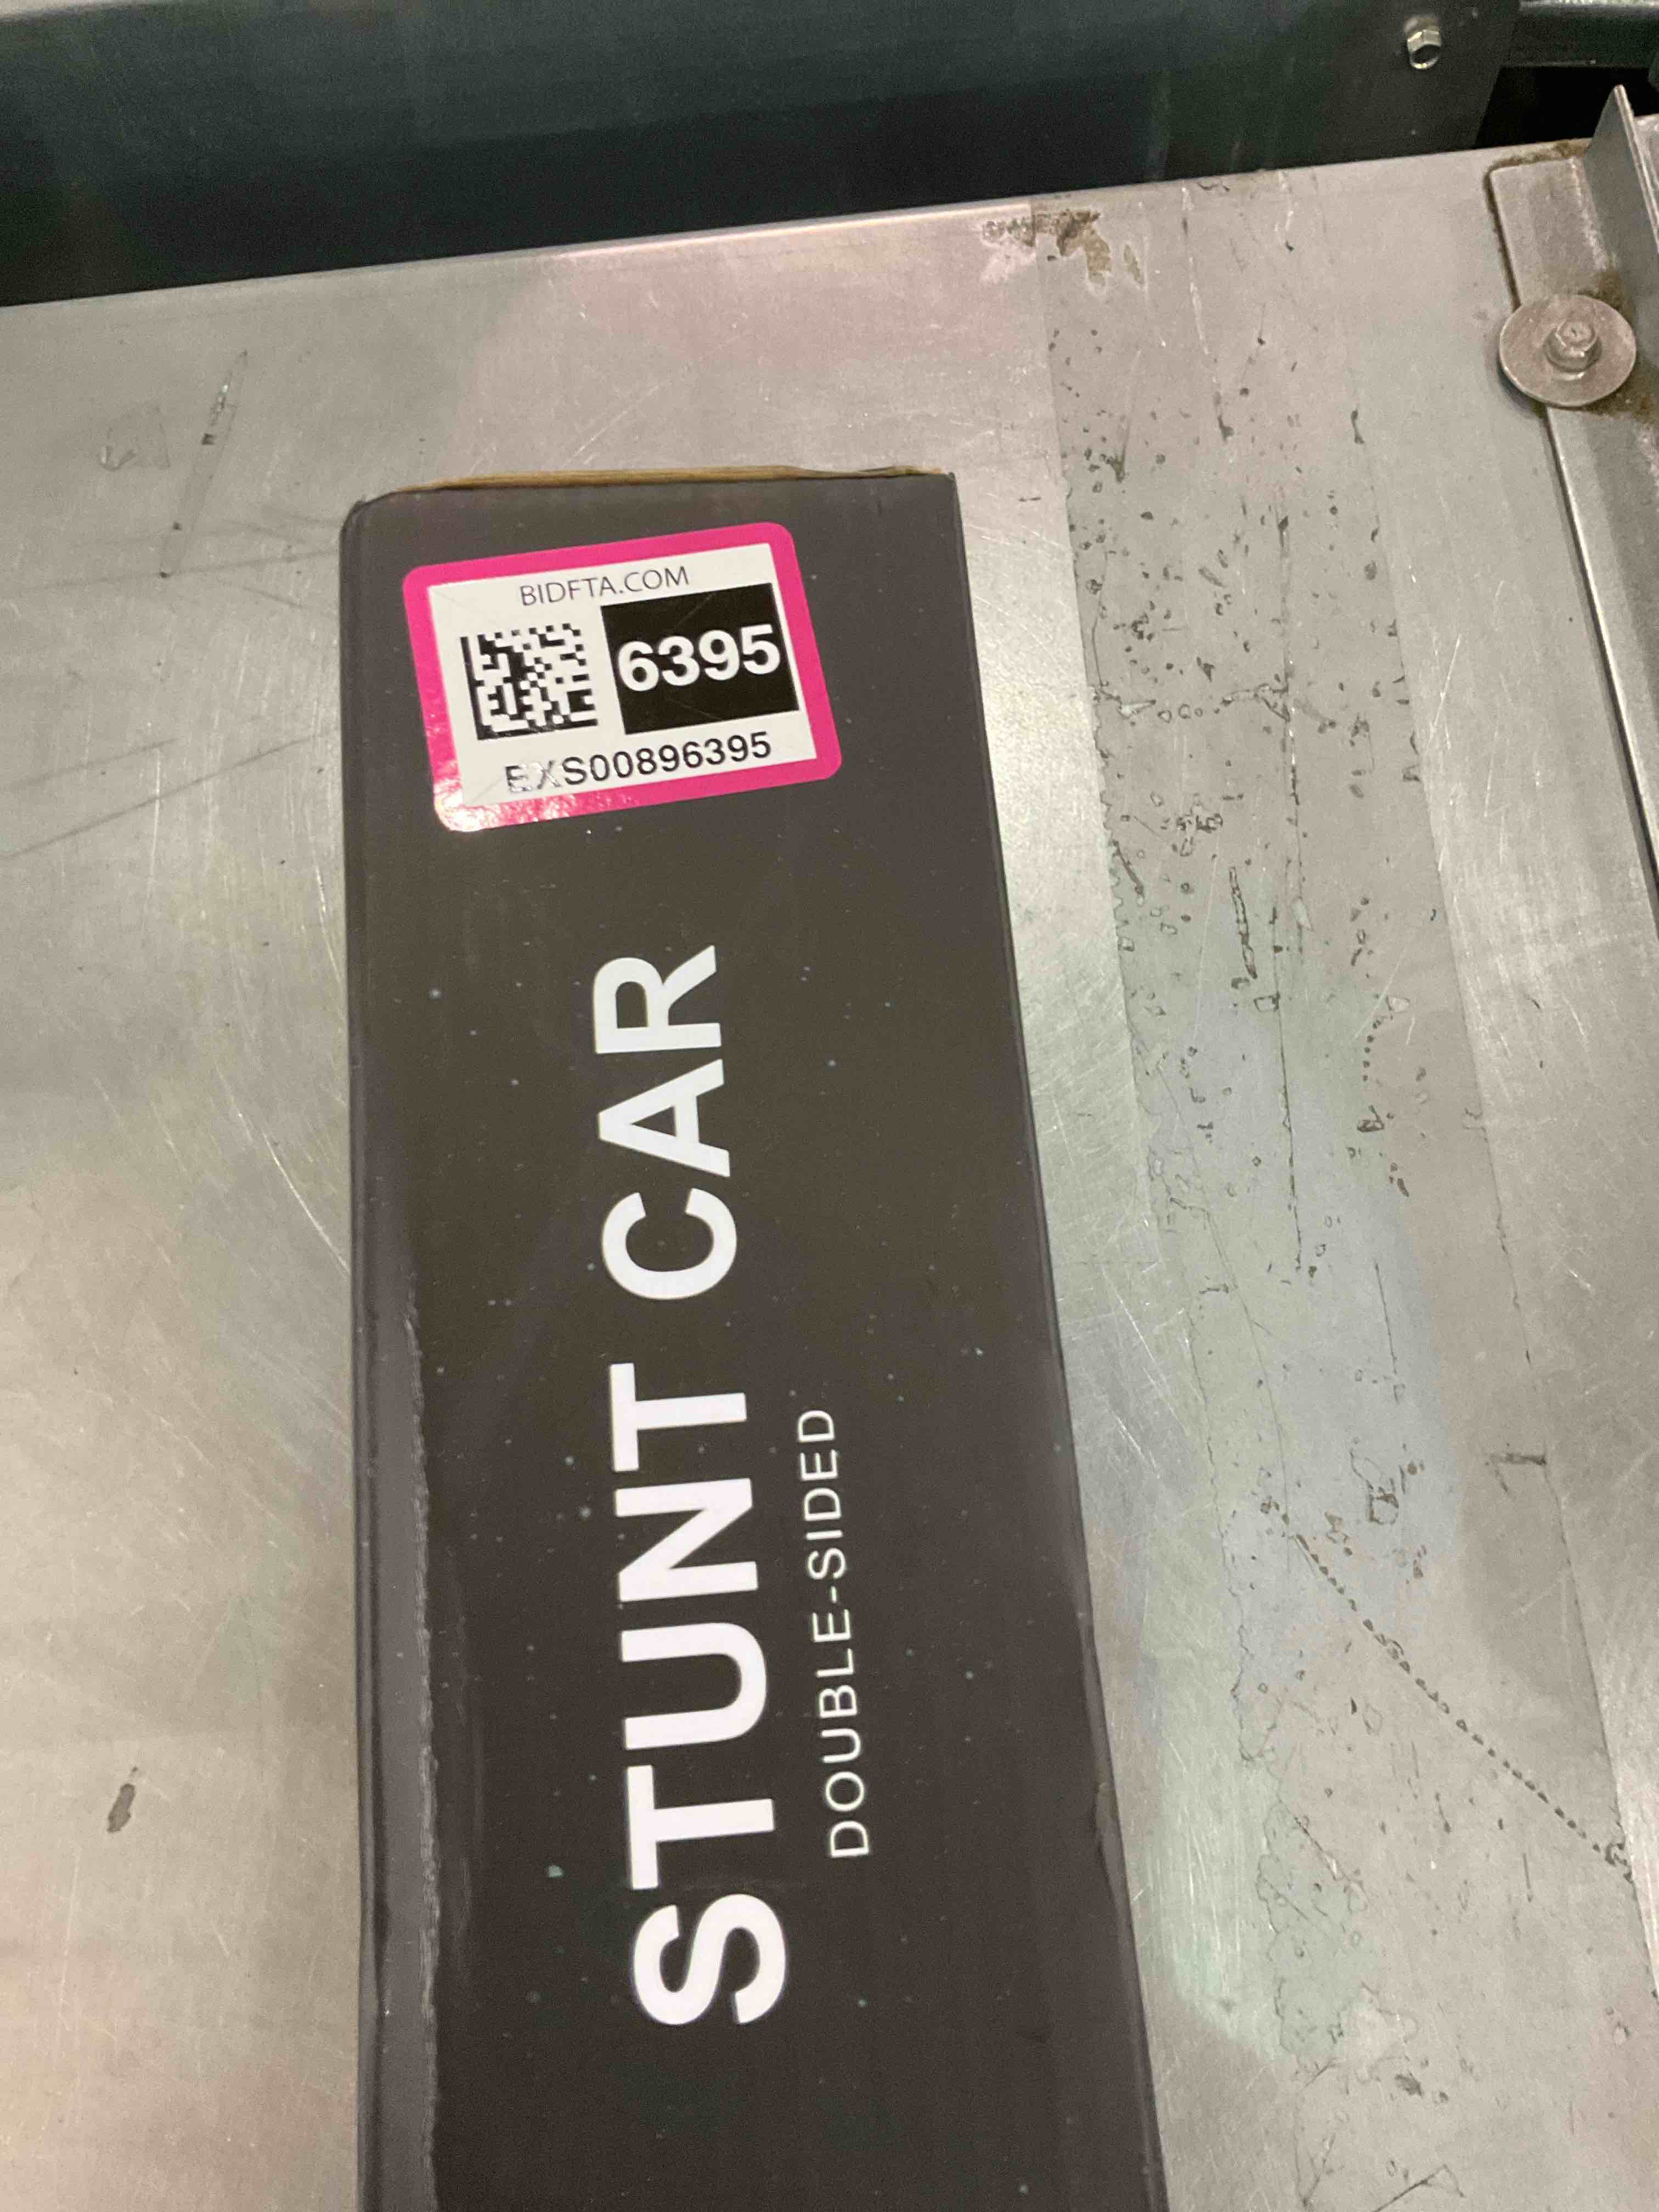 BIDFTA.COM
6395
EXS00896395
STUNT CAR
DOUBLE-SIDED